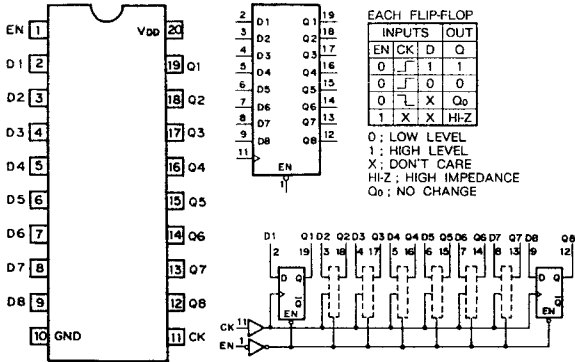 EN 1
VDD 20
D1 2
19 Q1
D2 3
18 Q2
D3 4
17 Q3
D4 5
16 Q4
D5 6
15 Q5
D6 7
14 Q6
D7 8
13 Q7
D8 9
12 Q8
10 GND
11 CK
2 D1 Q1 19
3 D2 Q2 18
4 D3 Q3 17
5 D4 Q4 16
6 D5 Q5 15
7 D6 Q6 14
8 D7 Q7 13
9 D8 Q8 12
11
EN
1
EACH FLIP-FLOP
INPUTS OUT
EN CK D Q
0 1 1
0 0 0
0 X Q0
1 X X HI-Z
0 ; LOW LEVEL
1 ; HIGH LEVEL
X ; DON'T CARE
HI-Z ; HIGH IMPEDANCE
Q0 ; NO CHANGE
D1 Q1 D2 Q2 D3 Q3 D4 Q4 D5 Q5 D6 Q6 D7 Q7 D8 Q8
2 19 3 18 4 17 5 16 6 15 7 14 8 13 9 12
D Q D Q
Q Q
EN EN
CK 11
EN 1